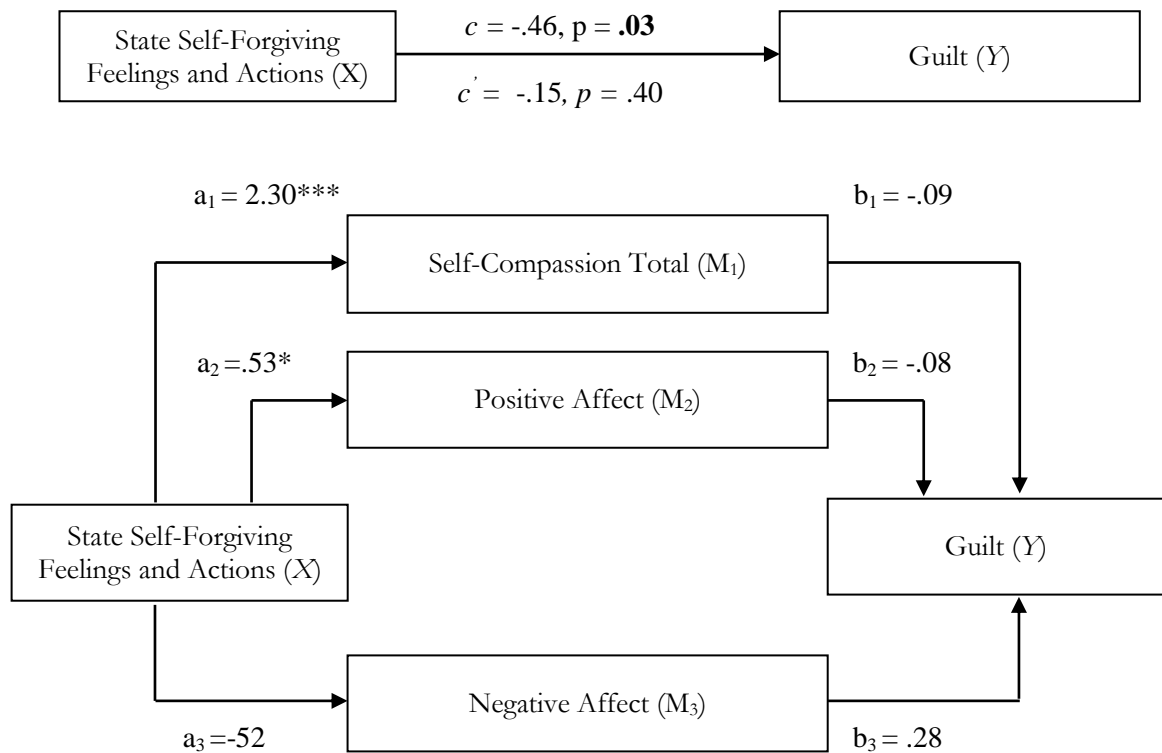 c = -.46, p = .03
State Self-Forgiving
Feelings and Actions (X)
Guilt (Y)
c' = -.15, p = .40
a₁ = 2.30***
b₁ = -.09
Self-Compassion Total (M₁)
a₂ =.53*
b₂ = -.08
Positive Affect (M₂)
State Self-Forgiving
Feelings and Actions (X)
Guilt (Y)
Negative Affect (M₃)
a₃ =-52
b₃ = .28